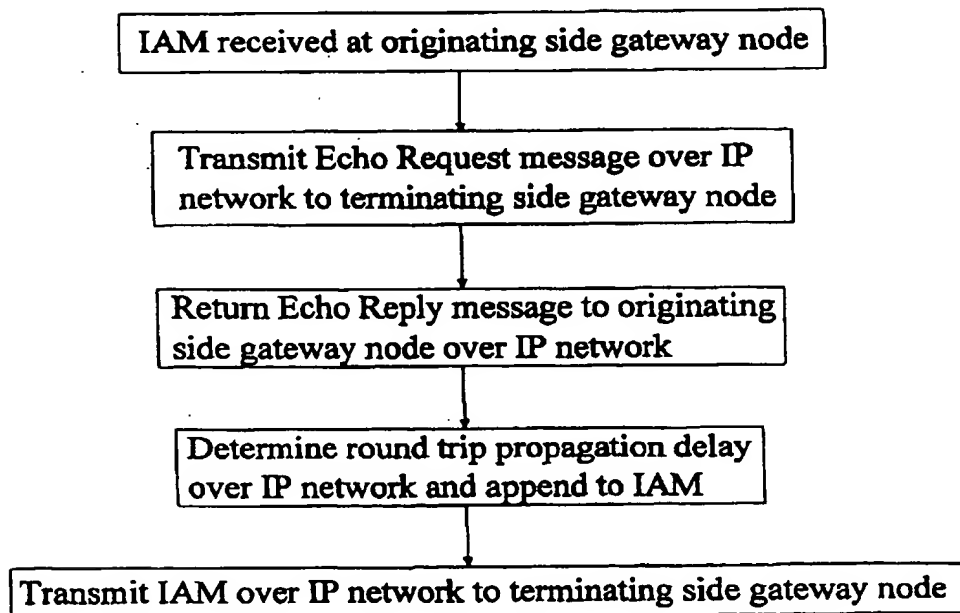 IAM received at originating side gateway node
Transmit Echo Request message over IP
network to terminating side gateway node
Return Echo Reply message to originating
side gateway node over IP network
Determine round trip propagation delay
over IP network and append to IAM
Transmit IAM over IP network to terminating side gateway node